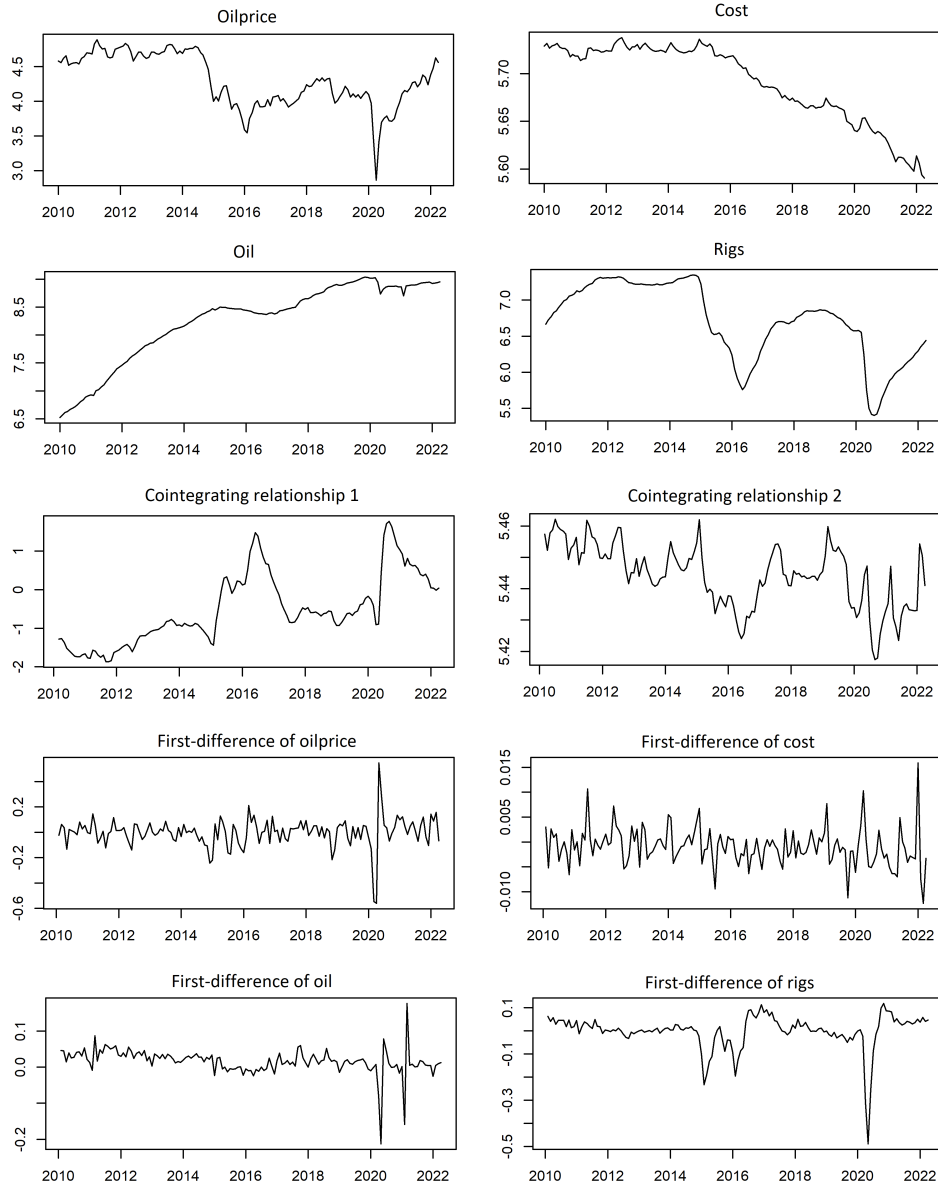 Oilprice
4.5
4.0
3.5
3.0
2010 2012 2014 2016 2018 2020 2022
Cost
5.70
5.65
5.60
2010 2012 2014 2016 2018 2020 2022
Oil
8.5
7.5
6.5
2010 2012 2014 2016 2018 2020 2022
Rigs
7.0
6.5
6.0
5.5
2010 2012 2014 2016 2018 2020 2022
Cointegrating relationship 1
1
0
-1
-2
2010 2012 2014 2016 2018 2020 2022
Cointegrating relationship 2
5.46
5.44
5.42
2010 2012 2014 2016 2018 2020 2022
First-difference of oilprice
0.2
-0.2
-0.6
2010 2012 2014 2016 2018 2020 2022
First-difference of cost
0.015
0.005
-0.010
2010 2012 2014 2016 2018 2020 2022
First-difference of oil
0.1
0.0
-0.2
2010 2012 2014 2016 2018 2020 2022
First-difference of rigs
0.1
-0.1
-0.3
-0.5
2010 2012 2014 2016 2018 2020 2022